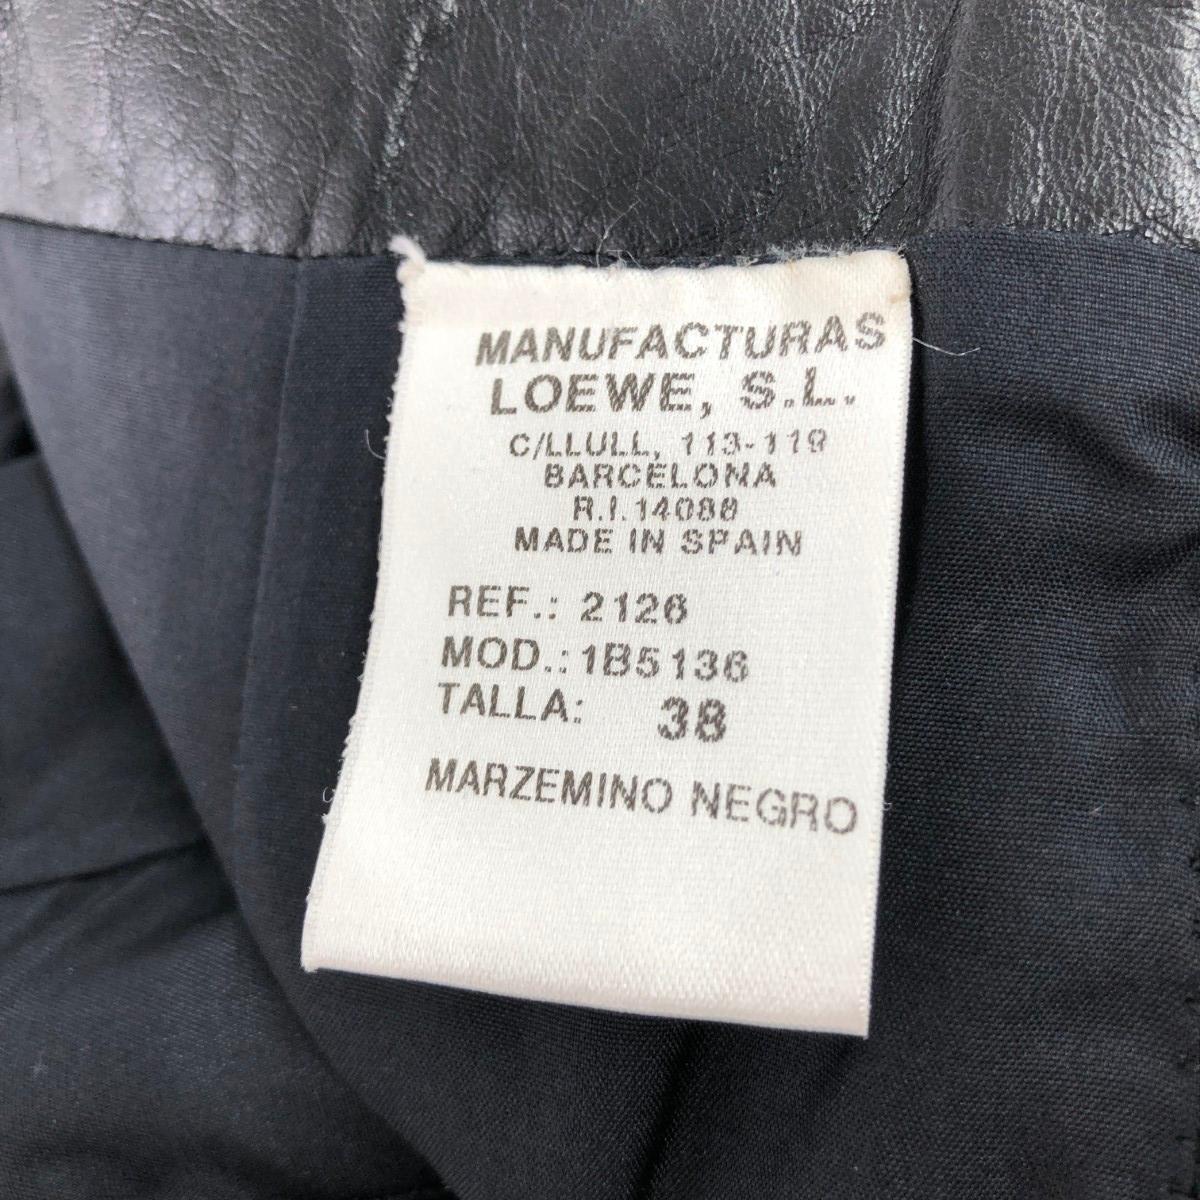 MANUFACTURAS
LOEWE, S.L.
C/LLULL, 113-119
BARCELONA
R.I.14088
MADE IN SPAIN
REF.: 2126
MOD.: 1B5136
TALLA: 38
MARZEMINO NEGRO